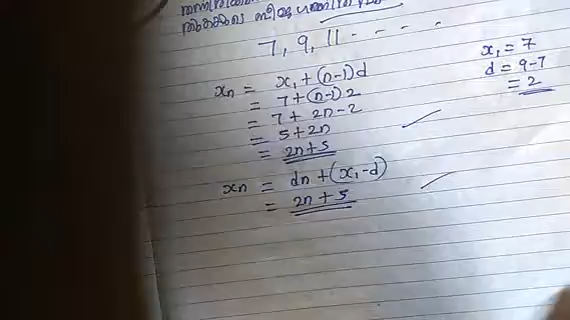 7, 9, 11 - - - -
x₁ = 7
d = 9-7
= 2
xn = x₁ + (n-1)d
= 7+(n-1) 2
= 7 + 2n - 2
= 5 + 2n
= 2n+5
xn = dn + (x₁-d)
= 2n + 5